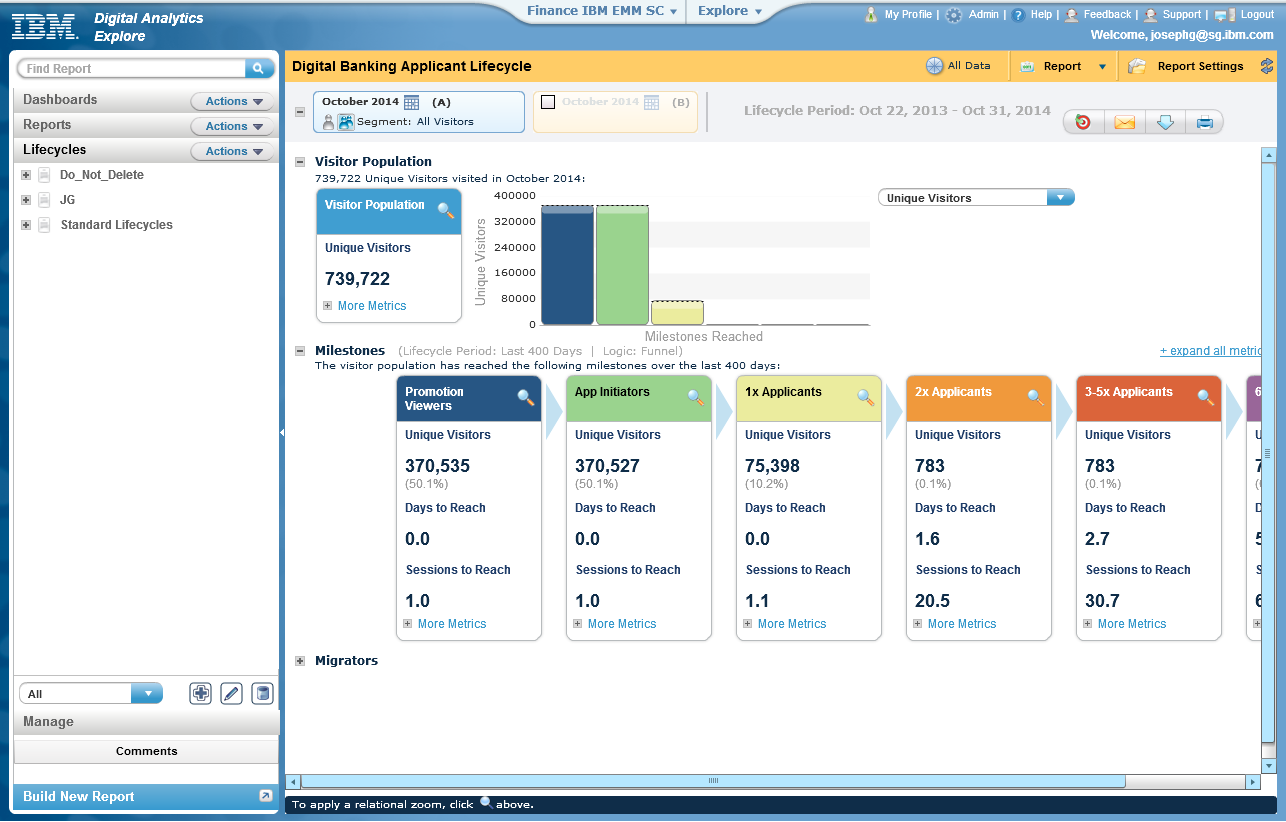 IBM.
Digital Analytics
Explore
Finance IBM EMM SC
Explore
My Profile | Admin | Help | Feedback | Support | Logout
Welcome, josephg@sg.ibm.com
Find Report
Dashboards
Actions
Reports
Actions
Lifecycles
Actions
Do_Not_Delete
JG
Standard Lifecycles
All
Manage
Comments
Build New Report
Digital Banking Applicant Lifecycle
All Data
Report
Report Settings
October 2014 (A)
Segment: All Visitors
October 2014 (B)
Lifecycle Period: Oct 22, 2013 - Oct 31, 2014
Visitor Population
739,722 Unique Visitors visited in October 2014:
Visitor Population
Unique Visitors
739,722
More Metrics
Unique Visitors
400000
320000
240000
160000
80000
0
Milestones Reached
Unique Visitors
Milestones (Lifecycle Period: Last 400 Days | Logic: Funnel)
+ expand all metric
The visitor population has reached the following milestones over the last 400 days:
Promotion
Viewers
Unique Visitors
370,535
(50.1%)
Days to Reach
0.0
Sessions to Reach
1.0
More Metrics
App Initiators
Unique Visitors
370,527
(50.1%)
Days to Reach
0.0
Sessions to Reach
1.0
More Metrics
1x Applicants
Unique Visitors
75,398
(10.2%)
Days to Reach
0.0
Sessions to Reach
1.1
More Metrics
2x Applicants
Unique Visitors
783
(0.1%)
Days to Reach
1.6
Sessions to Reach
20.5
More Metrics
3-5x Applicants
Unique Visitors
783
(0.1%)
Days to Reach
2.7
Sessions to Reach
30.7
More Metrics
Migrators
To apply a relational zoom, click above.